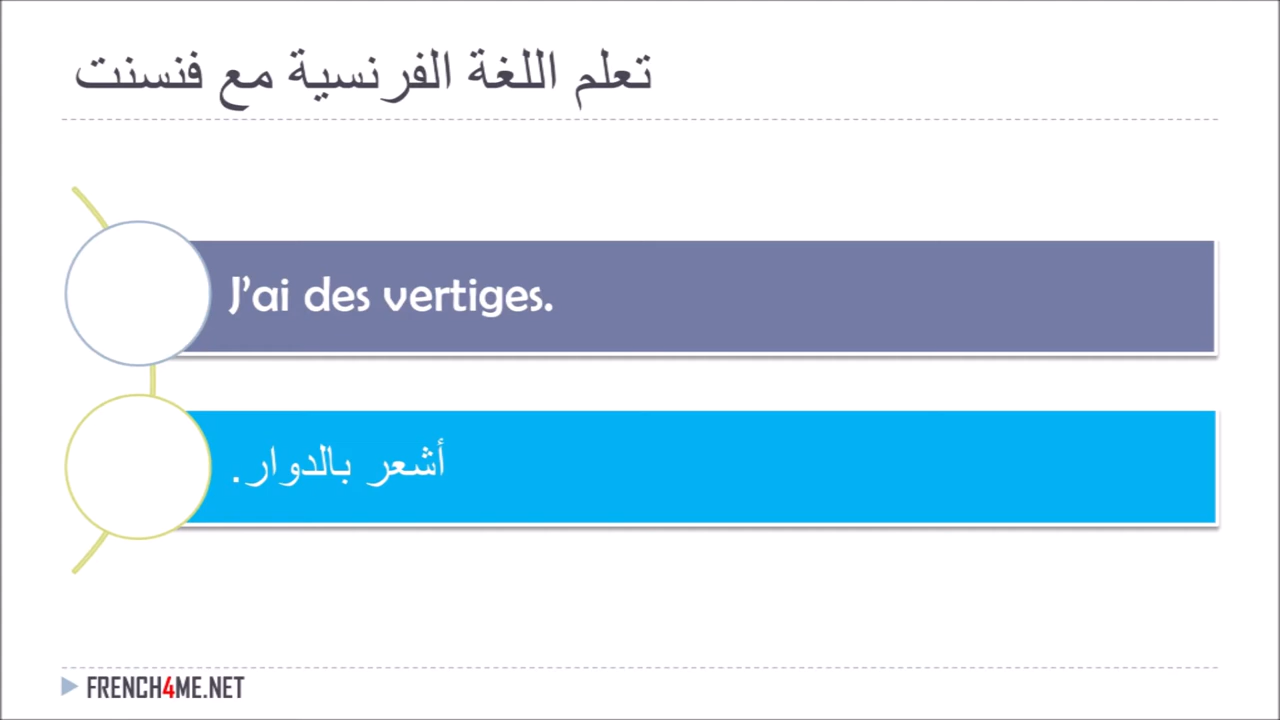 تعلم اللغة الفرنسية مع فنسنت
J’ai des vertiges.
أشعر بالدوار.
FRENCH4ME.NET